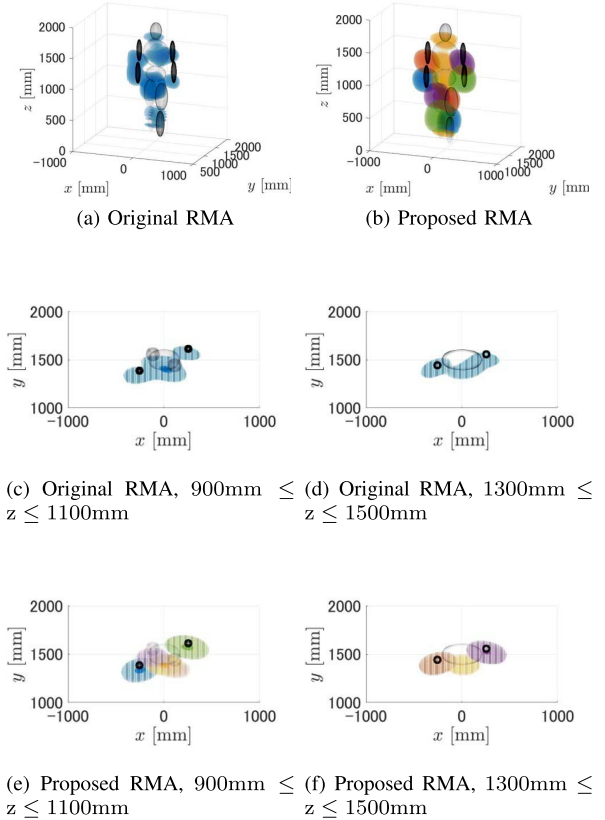 2000
1500
1000
500
0
z [mm]
-1000
0
1000
x [mm]
500
1000
1500
2000
y [mm]
2000
1500
1000
500
0
z [mm]
-1000
0
1000
x [mm]
1000
1500
2000
y [mm]
(a) Original RMA
(b) Proposed RMA
2000
1500
1000
y [mm]
-1000
0
1000
x [mm]
2000
1500
1000
y [mm]
-1000
0
1000
x [mm]
(c) Original RMA, 900mm ≤
z ≤ 1100mm
(d) Original RMA, 1300mm ≤
z ≤ 1500mm
2000
1500
1000
y [mm]
-1000
0
1000
x [mm]
2000
1500
1000
y [mm]
-1000
0
1000
x [mm]
(e) Proposed RMA, 900mm ≤
z ≤ 1100mm
(f) Proposed RMA, 1300mm ≤
z ≤ 1500mm